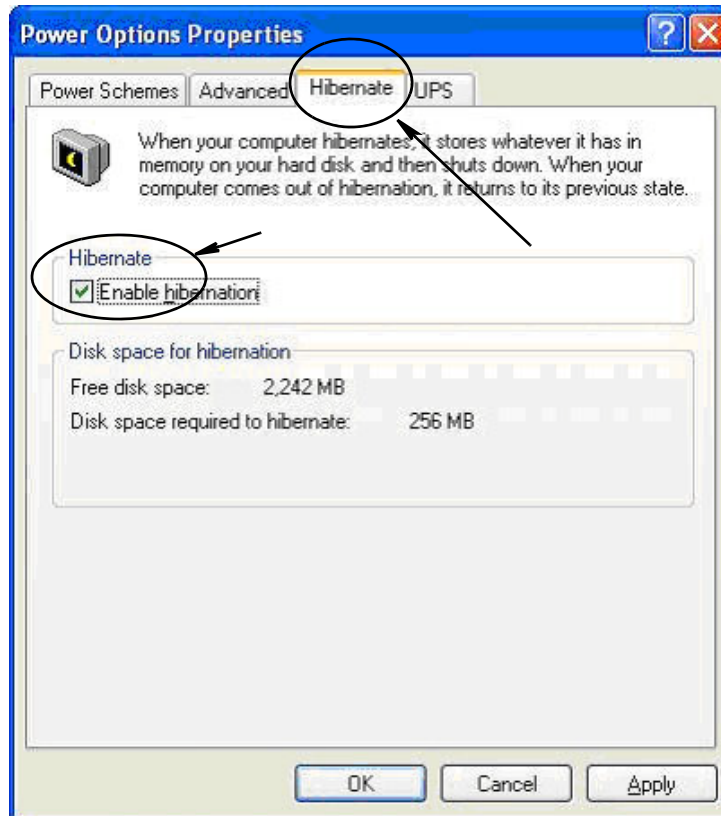 Power Options Properties
Power Schemes Advanced Hibernate UPS
When your computer hibernates, it stores whatever it has in
memory on your hard disk and then shuts down. When your
computer comes out of hibernation, it returns to its previous state.
Hibernate
Enable hibernation
Disk space for hibernation
Free disk space: 2,242 MB
Disk space required to hibernate: 256 MB
OK Cancel Apply